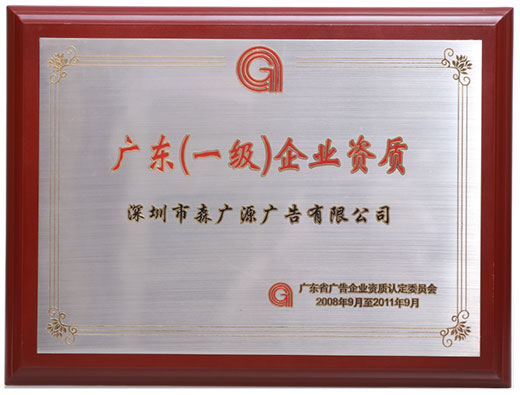 广东(一级)企业资质
深圳市森广源广告有限公司
广东省广告企业资质认定委员会
2008年9月至2011年9月